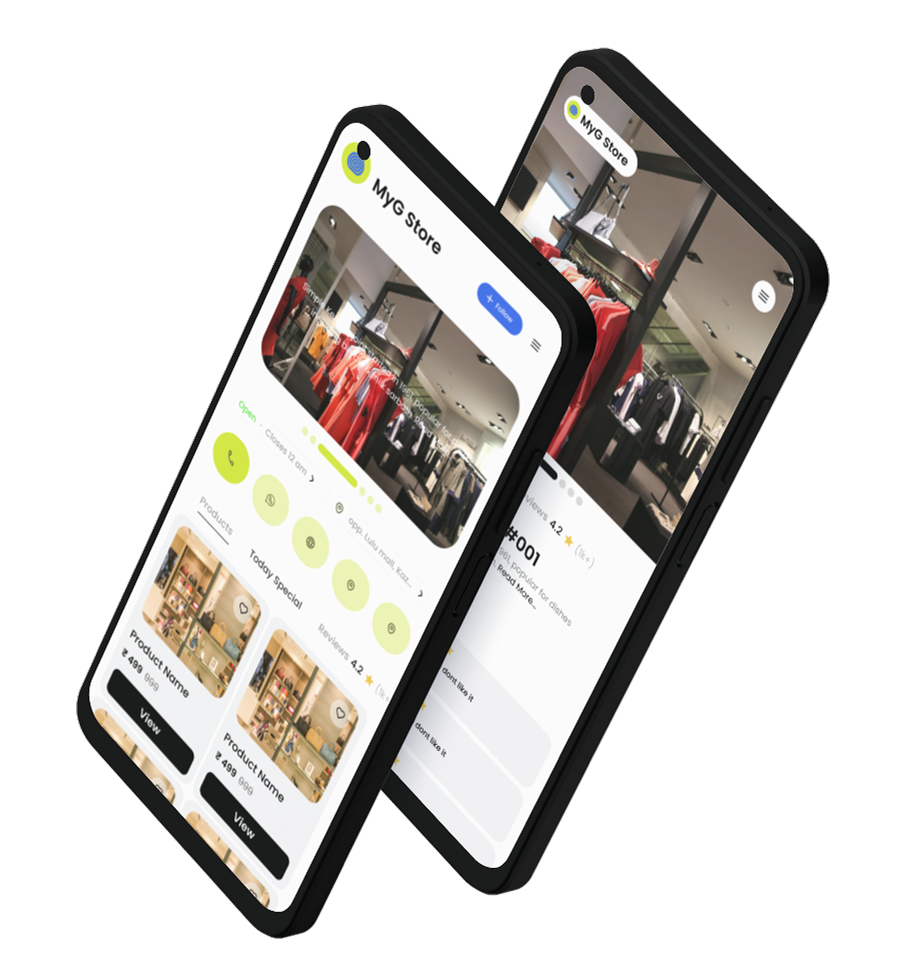 MyG Store
+ Follow
Open · Closes 12 am
opp, Lulu mall, Kaz...
Products
Today Special
Reviews 4.2 ★ (1k+
Product Name
₹ 499 999
View
Product Name
₹ 499 999
View
MyG Store
views 4.2 ★ (1k+)
#001
popular for dishes
Read More...
dont like it
dont like it